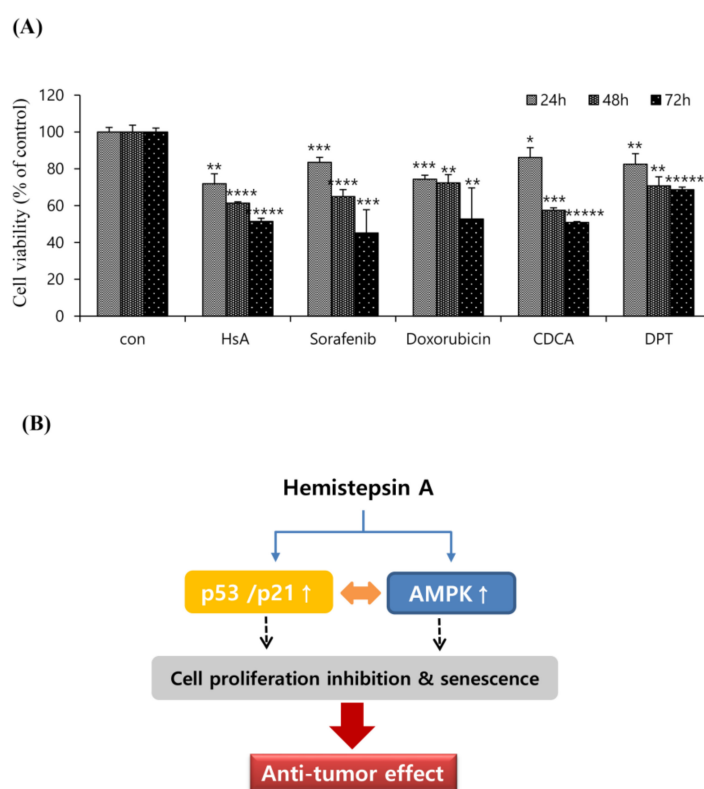 (A)
Cell viability (% of control)
120
100
80
60
40
20
0
24h 48h 72h
** **** *****
*** **** ***
*** ** **
* *** *****
** ** *****
con HsA Sorafenib Doxorubicin CDCA DPT
(B)
Hemistepsin A
p53 /p21 ↑ AMPK ↑
Cell proliferation inhibition & senescence
Anti-tumor effect